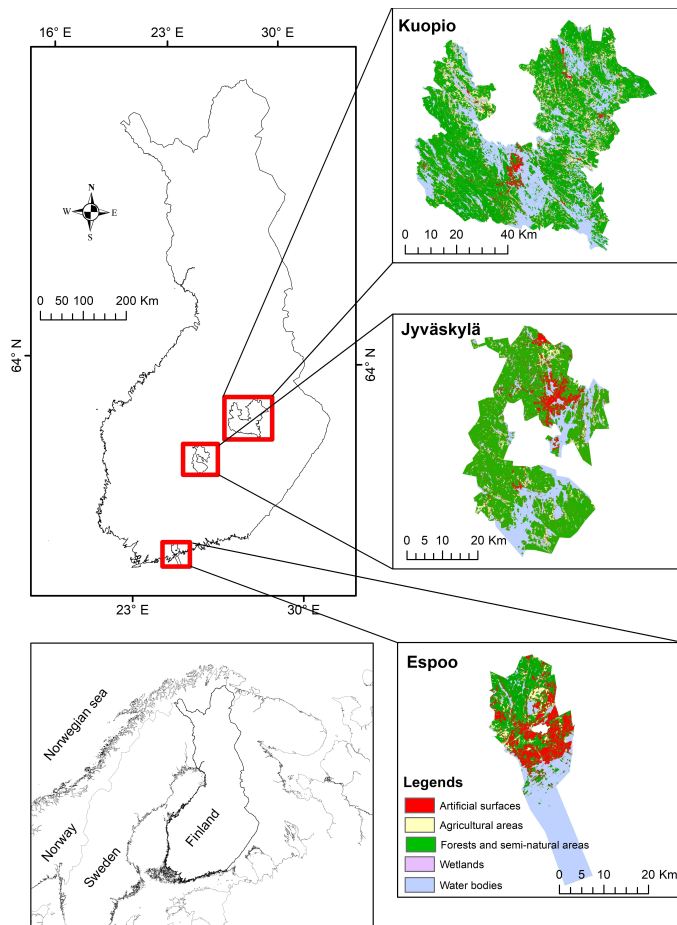 16° E 23° E 30° E
N
W E
S
0 50 100 200 Km
64° N
64° N
23° E 30° E
Kuopio
0 10 20 40 Km
Jyväskylä
0 5 10 20 Km
Espoo
Legends
Artificial surfaces
Agricultural areas
Forests and semi-natural areas
Wetlands
Water bodies
0 5 10 20 Km
Norwegian sea
Norway
Sweden
Finland